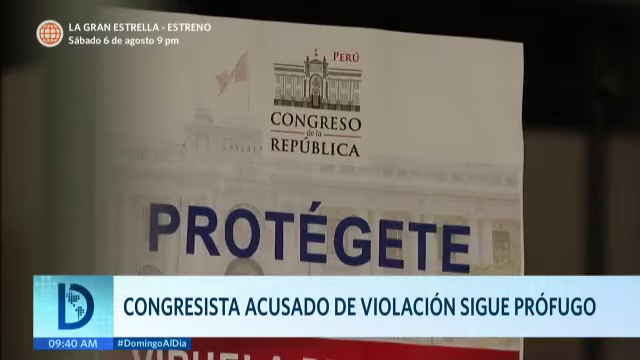 LA GRAN ESTRELLA - ESTRENO
Sábado 6 de agosto 9 pm
PERÚ
CONGRESO
de la
REPÚBLICA
PROTÉGETE
D
CONGRESISTA ACUSADO DE VIOLACIÓN SIGUE PRÓFUGO
09:40 AM #DomingoAlDía